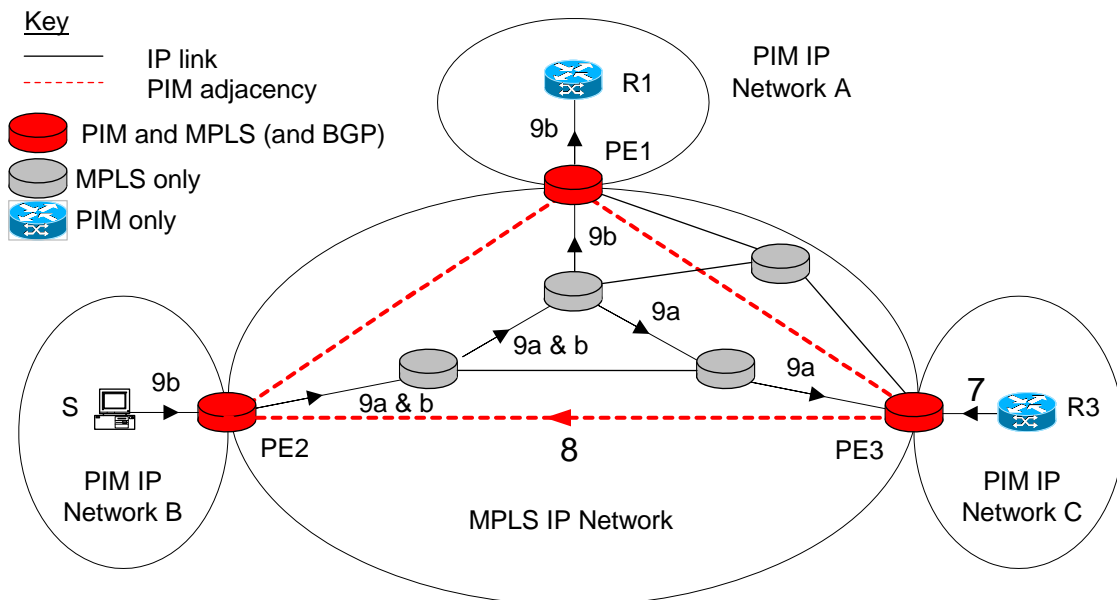 Key
IP link
PIM adjacency
PIM and MPLS (and BGP)
MPLS only
PIM only
PIM IP
Network A
R1
9b
PE1
9b
9a
9a & b
9a
9a & b
9b
S
PE2
8
PE3
7
R3
PIM IP
Network B
MPLS IP Network
PIM IP
Network C